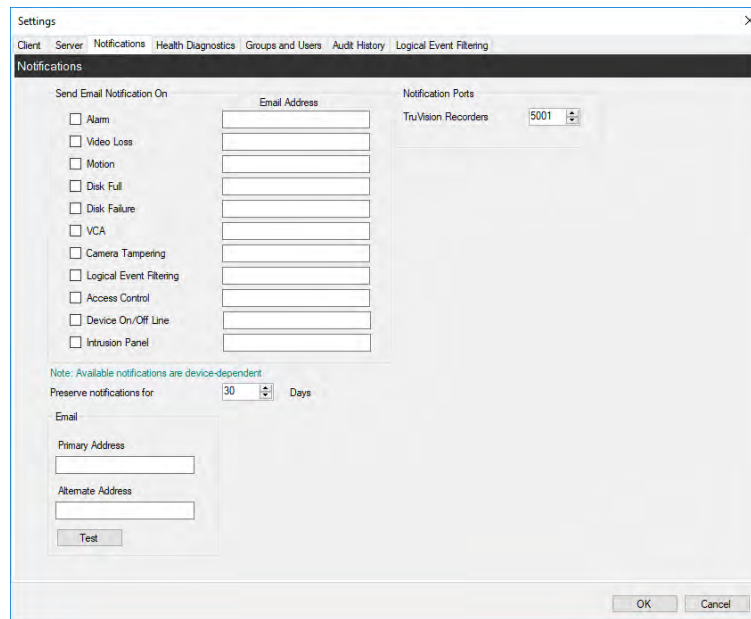 Settings
Client Server Notifications Health Diagnostics Groups and Users Audit History Logical Event Filtering
Notifications
Send Email Notification On
Email Address
Alarm
Video Loss
Motion
Disk Full
Disk Failure
VCA
Camera Tampering
Logical Event Filtering
Access Control
Device On/Off Line
Intrusion Panel
Notification Ports
TruVision Recorders 5001
Note: Available notifications are device-dependent
Preserve notifications for 30 Days
Email
Primary Address
Alternate Address
Test
OK Cancel